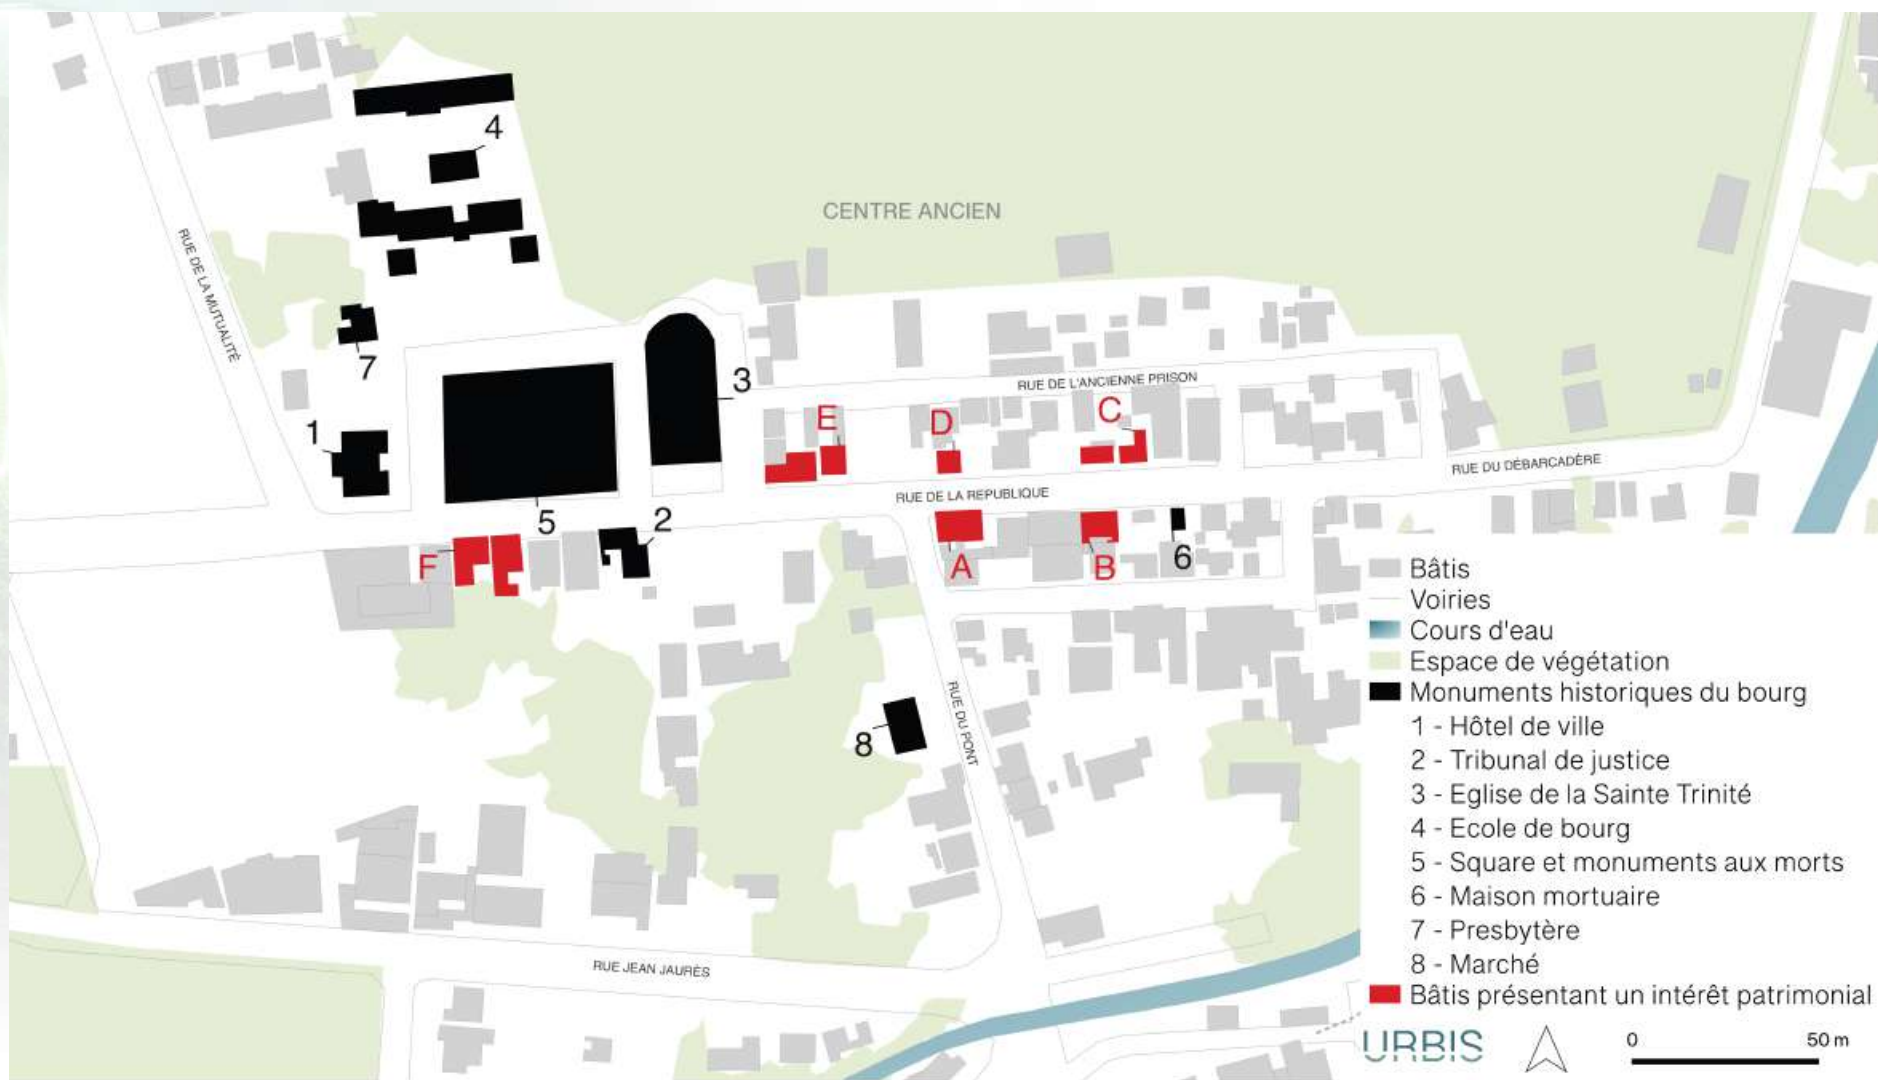 4
CENTRE ANCIEN
RUE DE LA MUTUALITÉ
7
3
RUE DE L'ANCIENNE PRISON
1
E
D
C
RUE DU DÉBARCADÈRE
RUE DE LA REPUBLIQUE
5
2
F
A
B
6
RUE DU PONT
8
RUE JEAN JAURÈS
Bâtis
Voiries
Cours d'eau
Espace de végétation
Monuments historiques du bourg
1 - Hôtel de ville
2 - Tribunal de justice
3 - Eglise de la Sainte Trinité
4 - Ecole de bourg
5 - Square et monuments aux morts
6 - Maison mortuaire
7 - Presbytère
8 - Marché
Bâtis présentant un intérêt patrimonial
URBIS
0 50 m